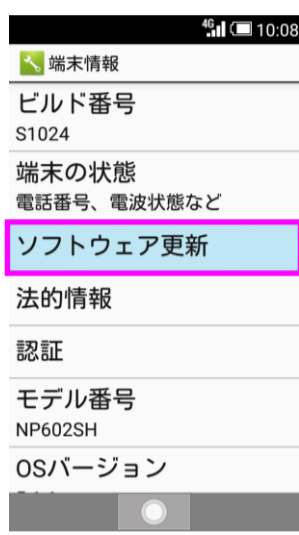 4G 10:08
端末情報
ビルド番号
S1024
端末の状態
電話番号、電波状態など
ソフトウェア更新
法的情報
認証
モデル番号
NP602SH
OSバージョン